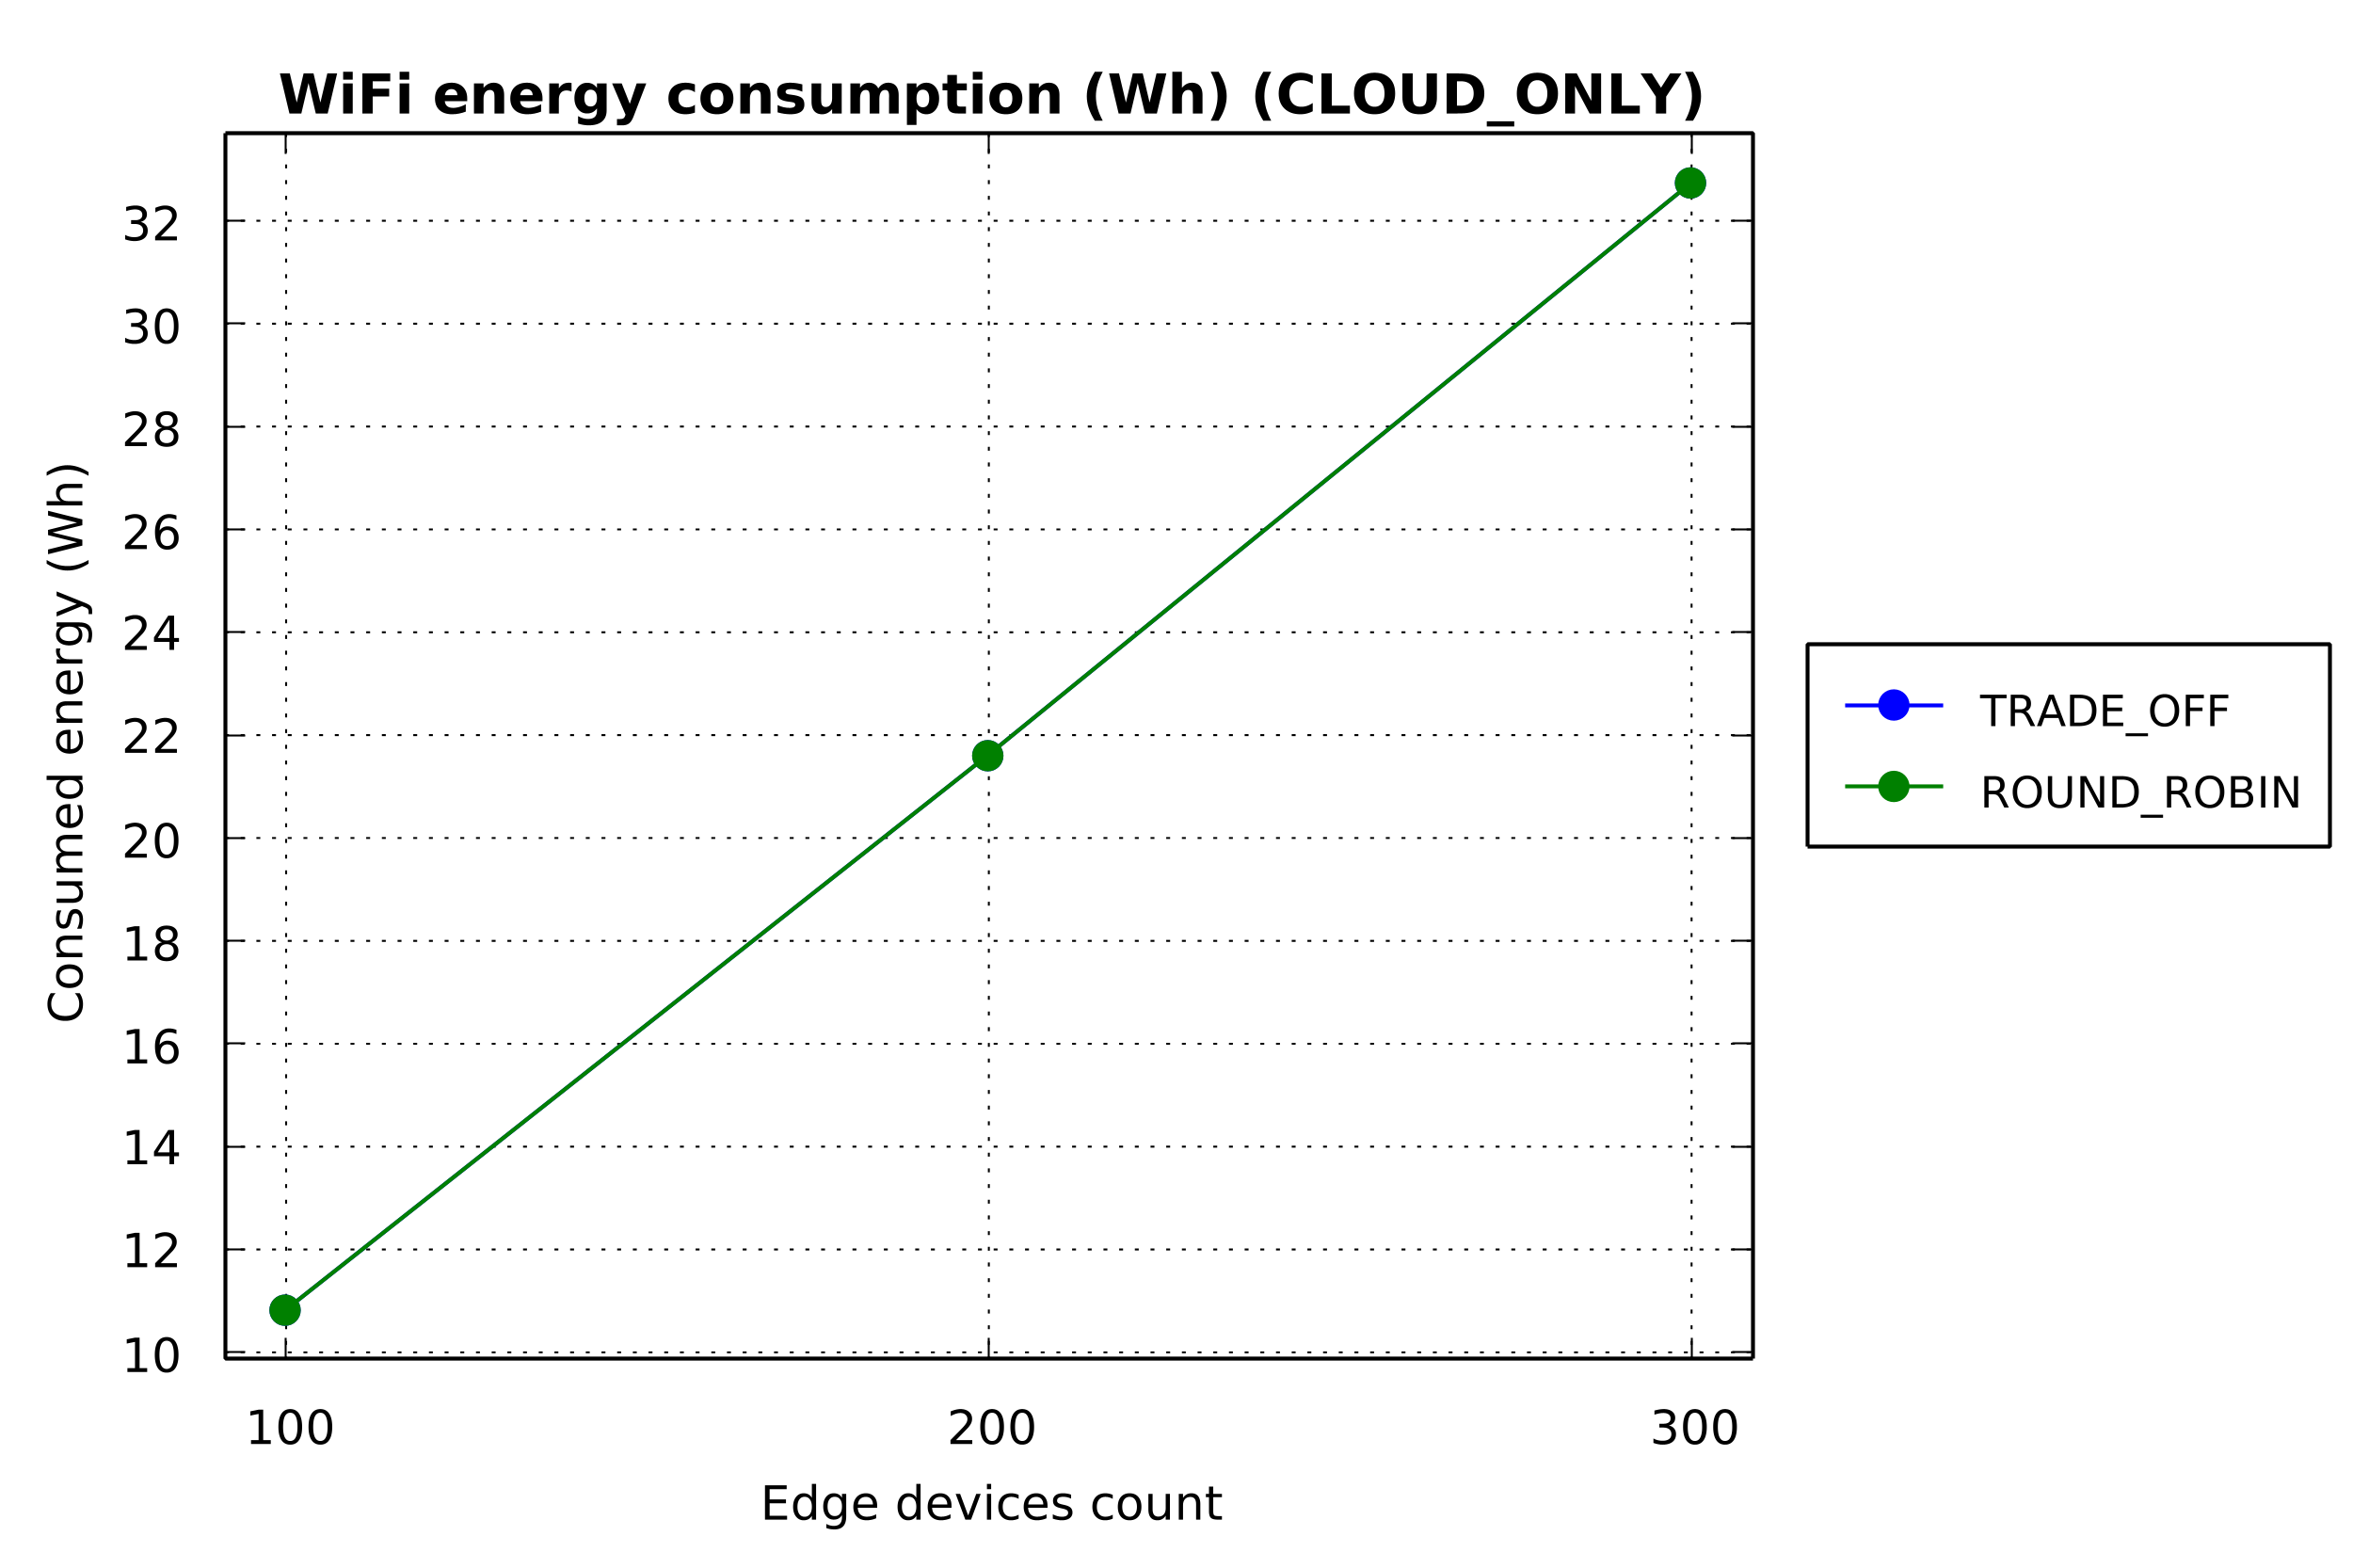 WiFi energy consumption (Wh) (CLOUD_ONLY)
Consumed energy (Wh)
32
30
28
26
24
22
20
18
16
14
12
10
100 200 300
Edge devices count
TRADE_OFF
ROUND_ROBIN